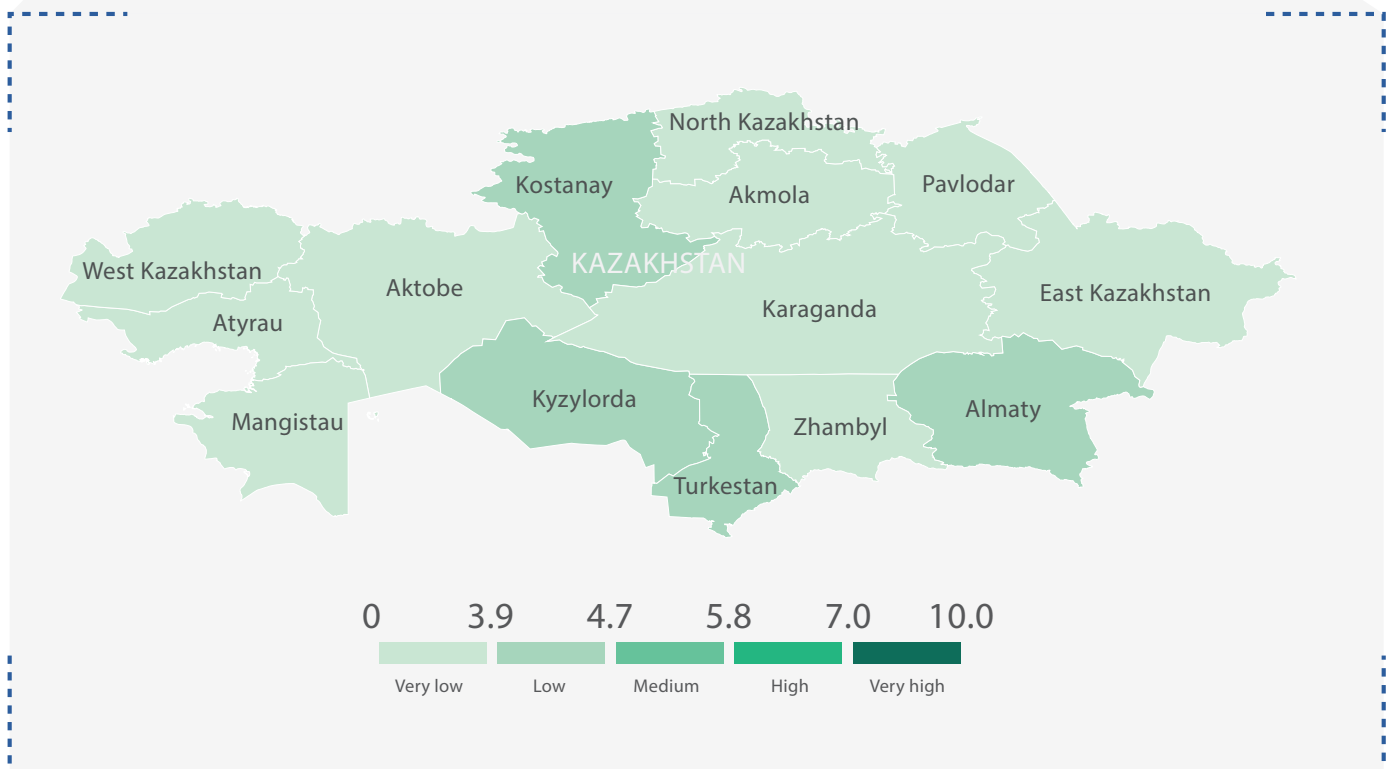 North Kazakhstan
Kostanay
Akmola
Pavlodar
West Kazakhstan
KAZAKHSTAN
Aktobe
East Kazakhstan
Atyrau
Karaganda
Mangistau
Kyzylorda
Zhambyl
Almaty
Turkestan
0 3.9 4.7 5.8 7.0 10.0
Very low Low Medium High Very high